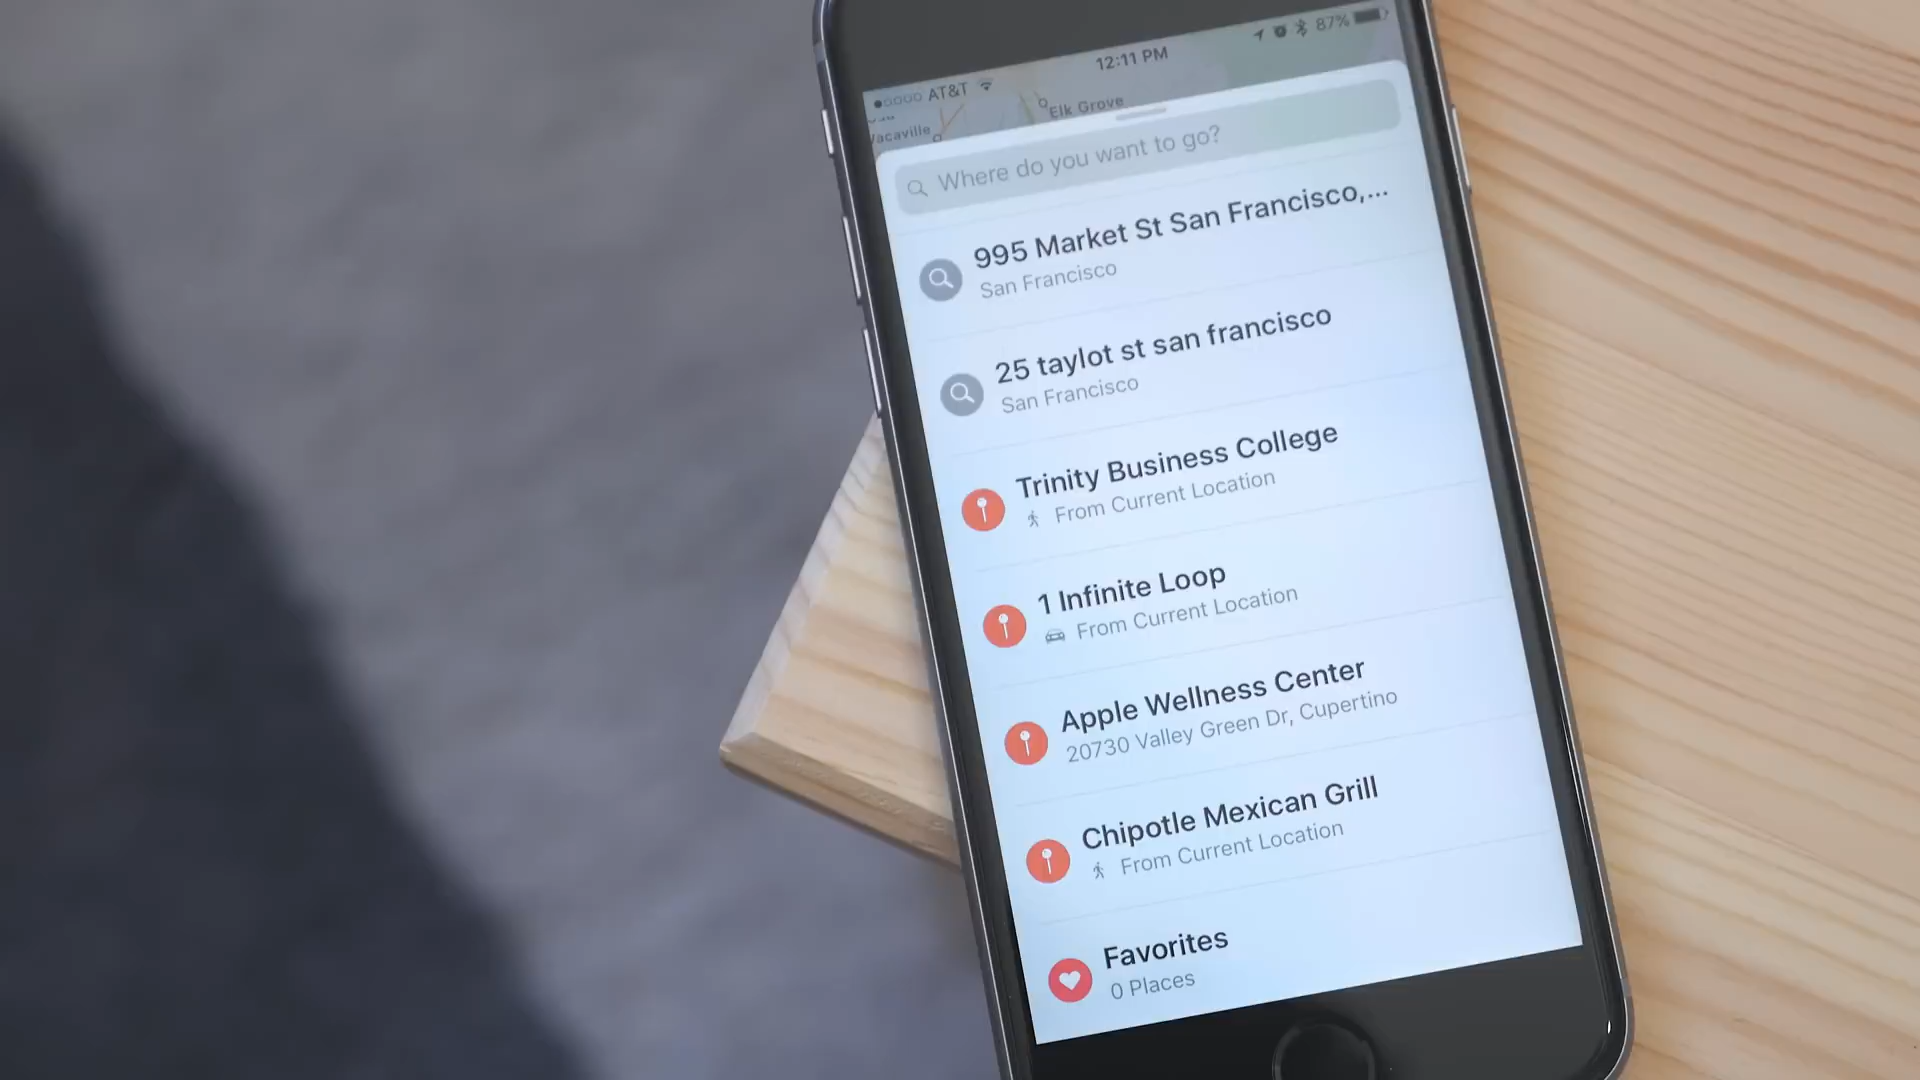 AT&T 12:11 PM 87%
Elk Grove
Vacaville
Where do you want to go?
995 Market St San Francisco,...
San Francisco
25 taylot st san francisco
San Francisco
Trinity Business College
From Current Location
1 Infinite Loop
From Current Location
Apple Wellness Center
20730 Valley Green Dr, Cupertino
Chipotle Mexican Grill
From Current Location
Favorites
0 Places